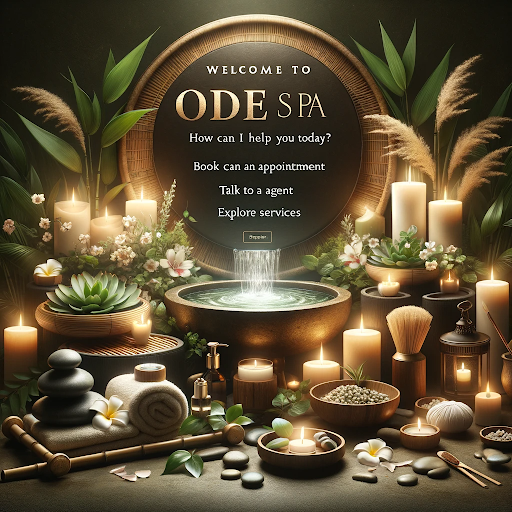 WELCOME TO
ODE SPA
How can I help you today?
Book can an appointment
Talk to a agent
Explore services